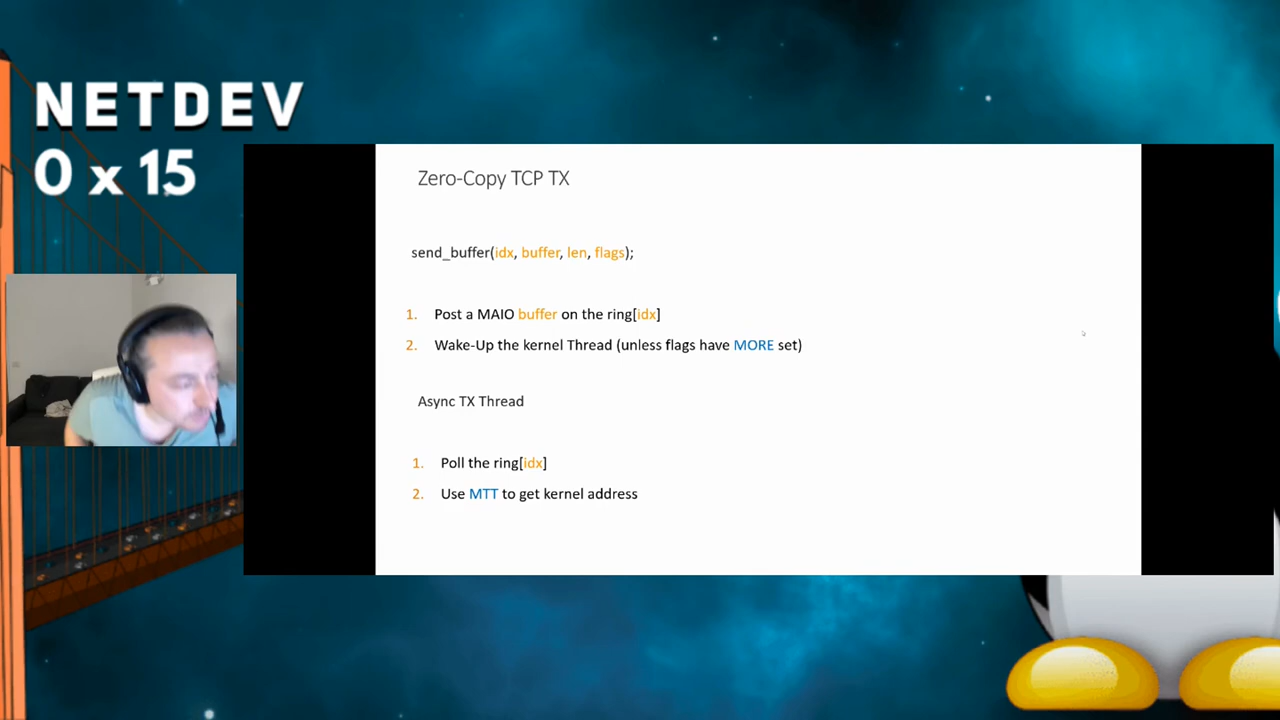 NETDEV
0 x 15
Zero-Copy TCP TX
send_buffer(idx, buffer, len, flags);
1. Post a MAIO buffer on the ring[idx]
2. Wake-Up the kernel Thread (unless flags have MORE set)
Async TX Thread
1. Poll the ring[idx]
2. Use MTT to get kernel address